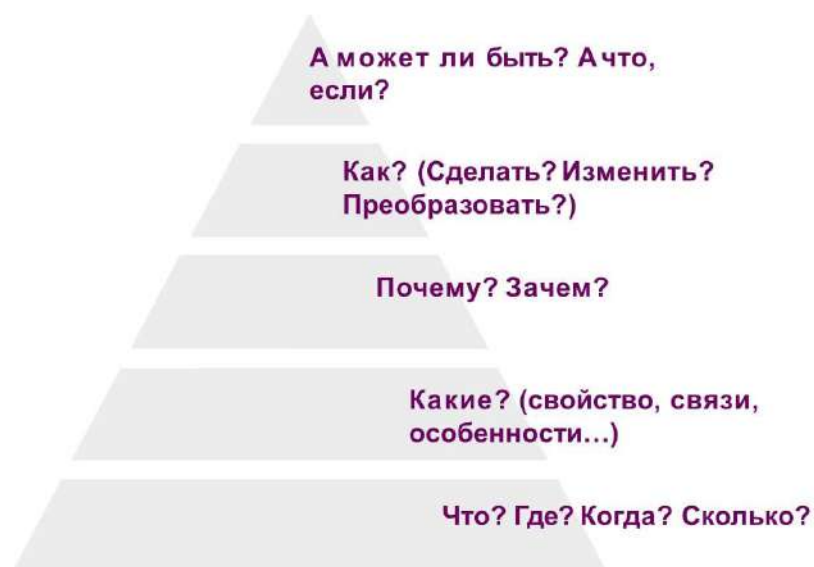 А может ли быть? А что,
если?
Как? (Сделать? Изменить?
Преобразовать?)
Почему? Зачем?
Какие? (свойство, связи,
особенности...)
Что? Где? Когда? Сколько?